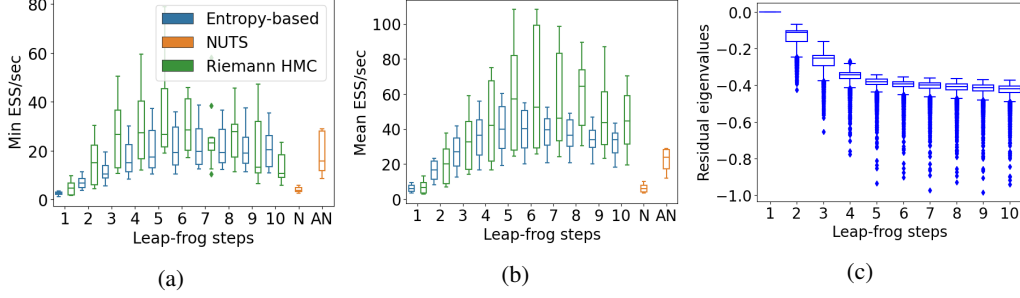 Min ESS/sec
80
60
40
20
0
Entropy-based
NUTS
Riemann HMC
1 2 3 4 5 6 7 8 9 10 N AN
Leap-frog steps
(a)
Mean ESS/sec
100
80
60
40
20
0
1 2 3 4 5 6 7 8 9 10 N AN
Leap-frog steps
(b)
Residual eigenvalues
0.0
−0.2
−0.4
−0.6
−0.8
−1.0
1 2 3 4 5 6 7 8 9 10
Leap-frog steps
(c)